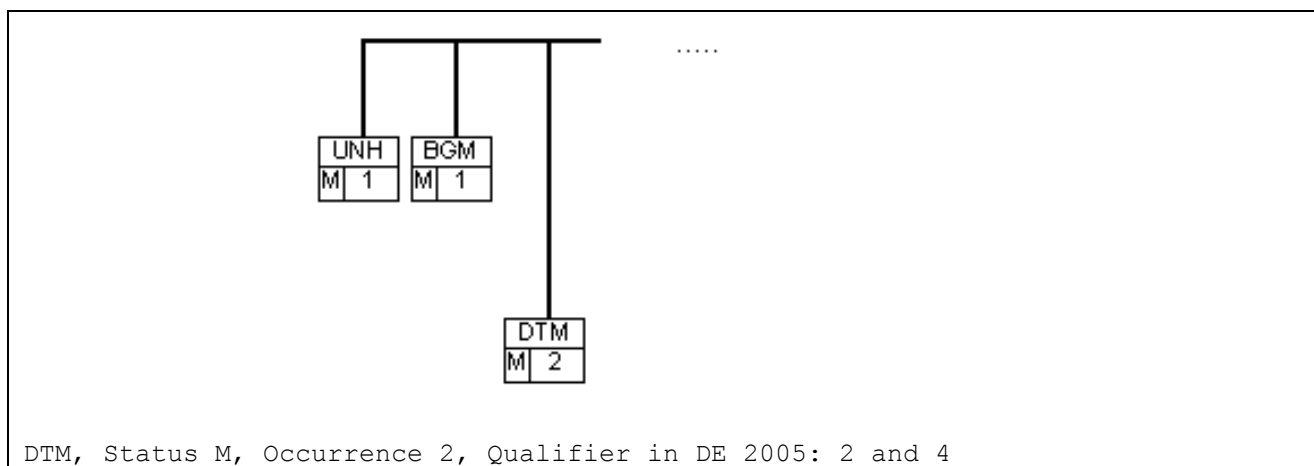 .....
UNH BGM
M 1 M 1
DTM
M 2
DTM, Status M, Occurrence 2, Qualifier in DE 2005: 2 and 4